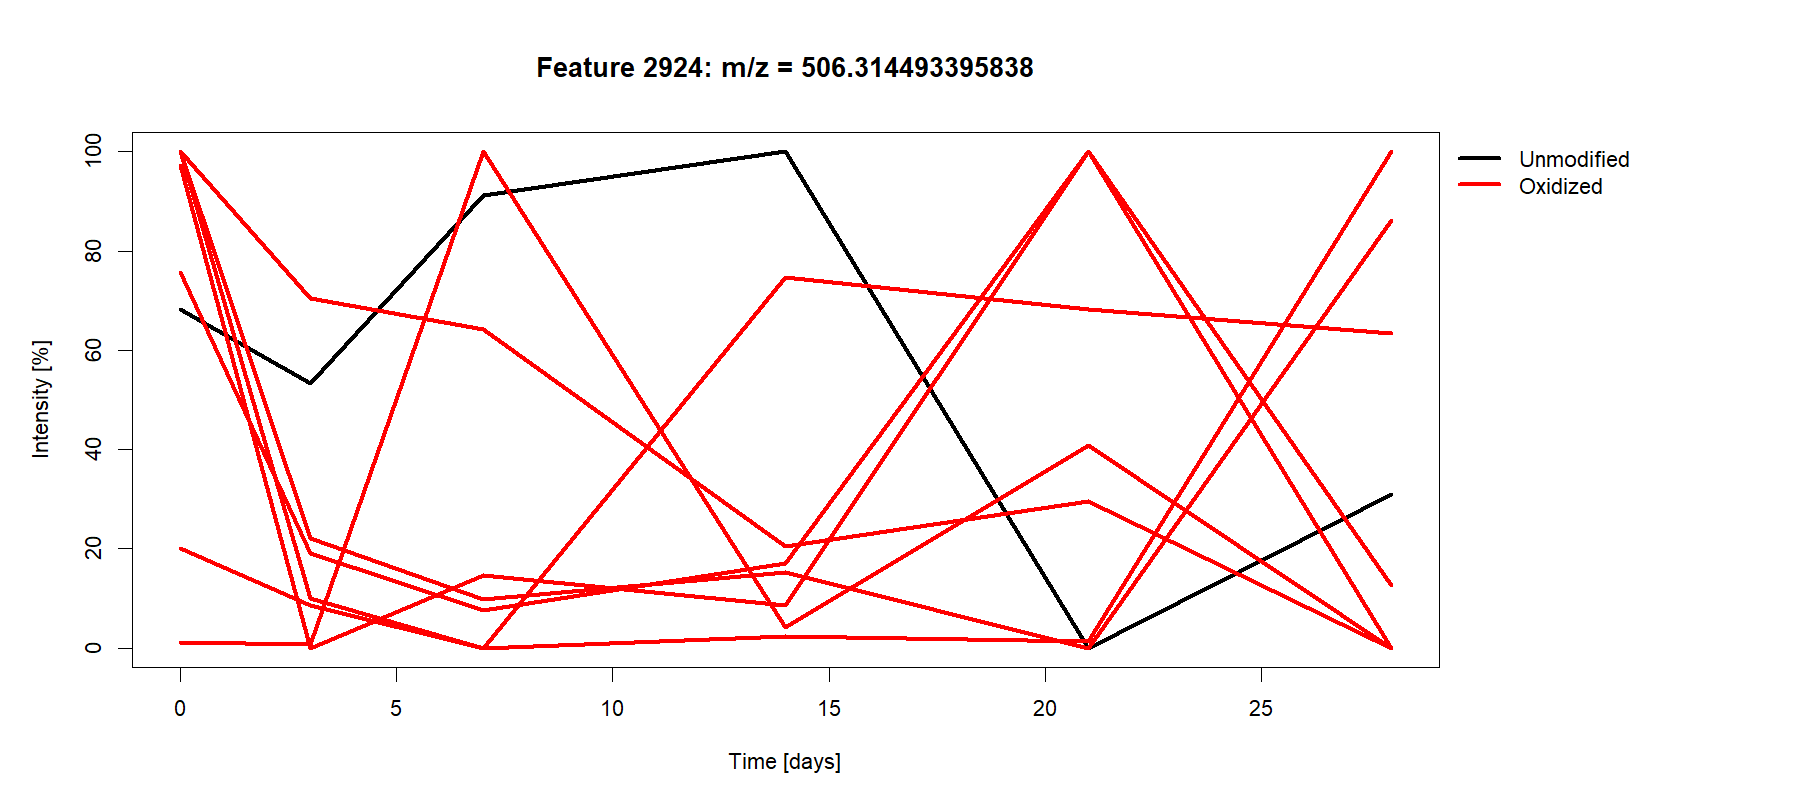 Feature 2924: m/z = 506.314493395838
Unmodified
Oxidized
Intensity [%]
100
80
60
40
20
0
0 5 10 15 20 25
Time [days]